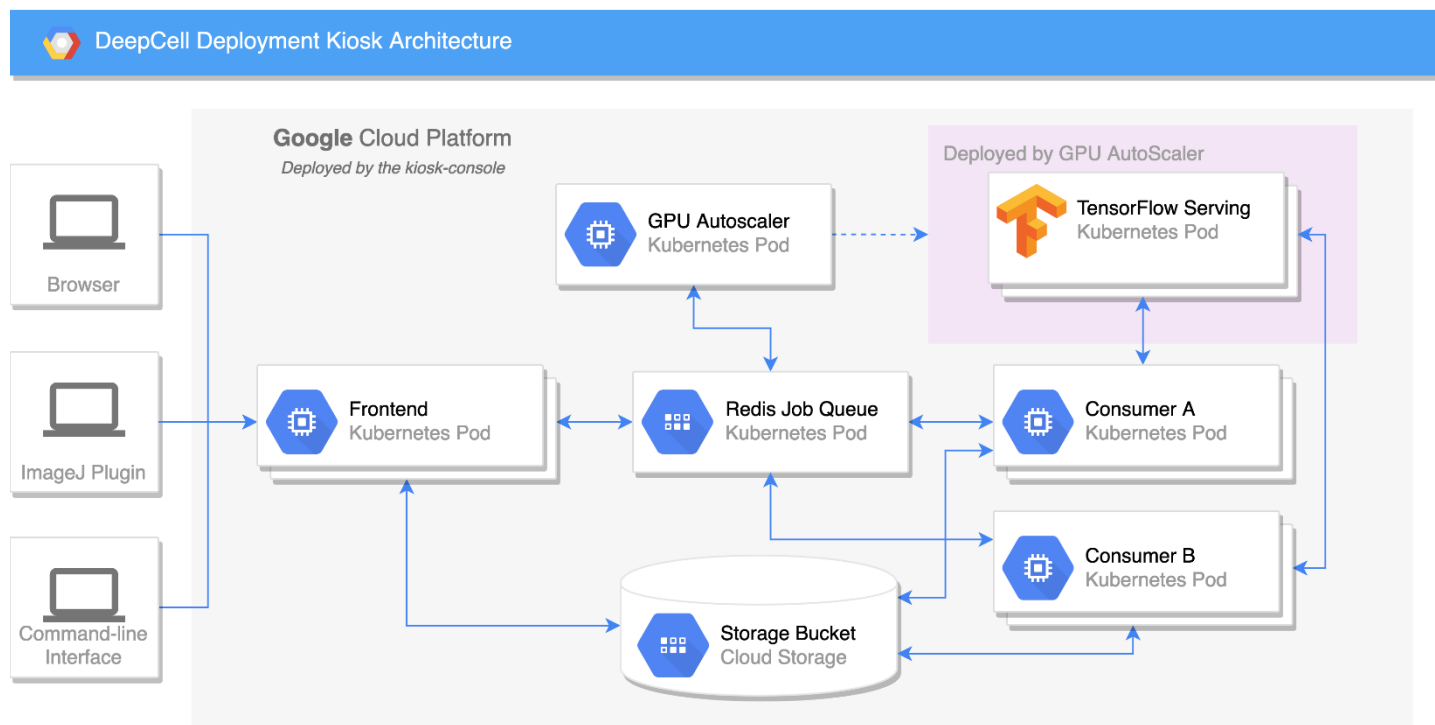 DeepCell Deployment Kiosk Architecture
Google Cloud Platform
Deployed by the kiosk-console
Deployed by GPU AutoScaler
Browser
ImageJ Plugin
Command-line
Interface
GPU Autoscaler
Kubernetes Pod
TensorFlow Serving
Kubernetes Pod
Frontend
Kubernetes Pod
Redis Job Queue
Kubernetes Pod
Consumer A
Kubernetes Pod
Consumer B
Kubernetes Pod
Storage Bucket
Cloud Storage